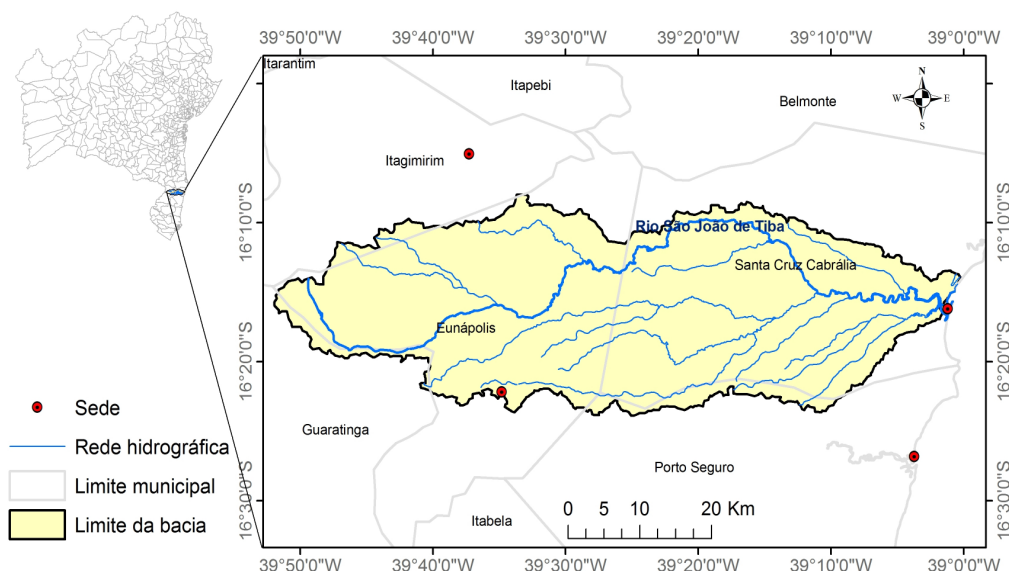 39°50'0"W 39°40'0"W 39°30'0"W 39°20'0"W 39°10'0"W 39°0'0"W
Itarantim
Itapebi
Belmonte
N
W E
S
Itagimirim
16°10'0"S 16°10'0"S
Rio São João de Tiba
Santa Cruz Cabrália
Eunápolis
16°20'0"S 16°20'0"S
Sede
Rede hidrográfica
Limite municipal
Limite da bacia
Guaratinga
Porto Seguro
16°30'0"S 16°30'0"S
Itabela
0 5 10 20 Km
39°50'0"W 39°40'0"W 39°30'0"W 39°20'0"W 39°10'0"W 39°0'0"W